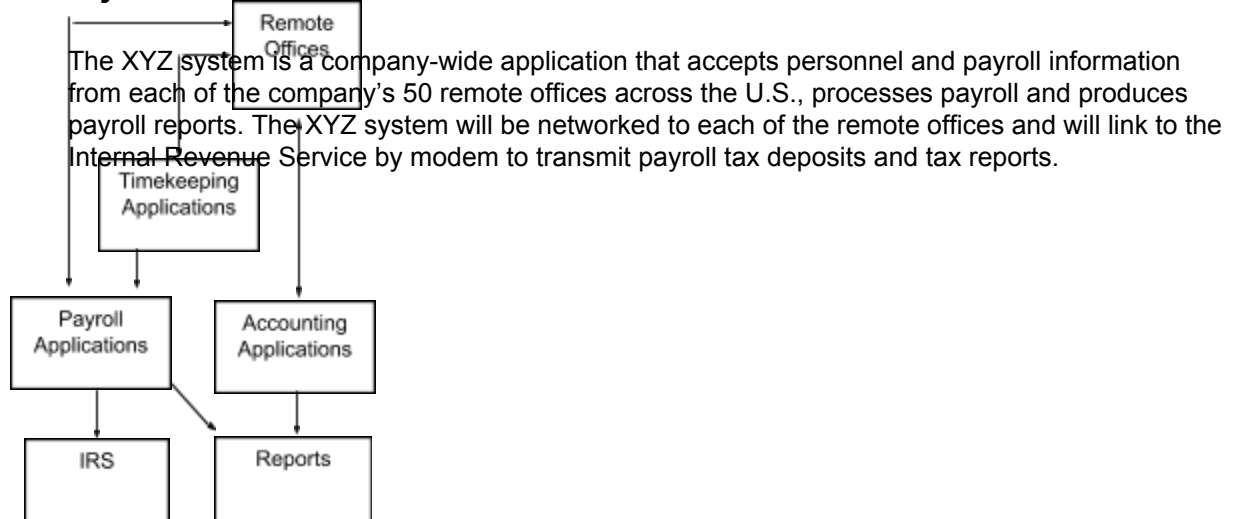 Remote
Offices
The XYZ system is a company-wide application that accepts personnel and payroll information
from each of the company's 50 remote offices across the U.S., processes payroll and produces
payroll reports. The XYZ system will be networked to each of the remote offices and will link to the
Internal Revenue Service by modem to transmit payroll tax deposits and tax reports.
Timekeeping
Applications
Payroll
Applications
Accounting
Applications
IRS
Reports